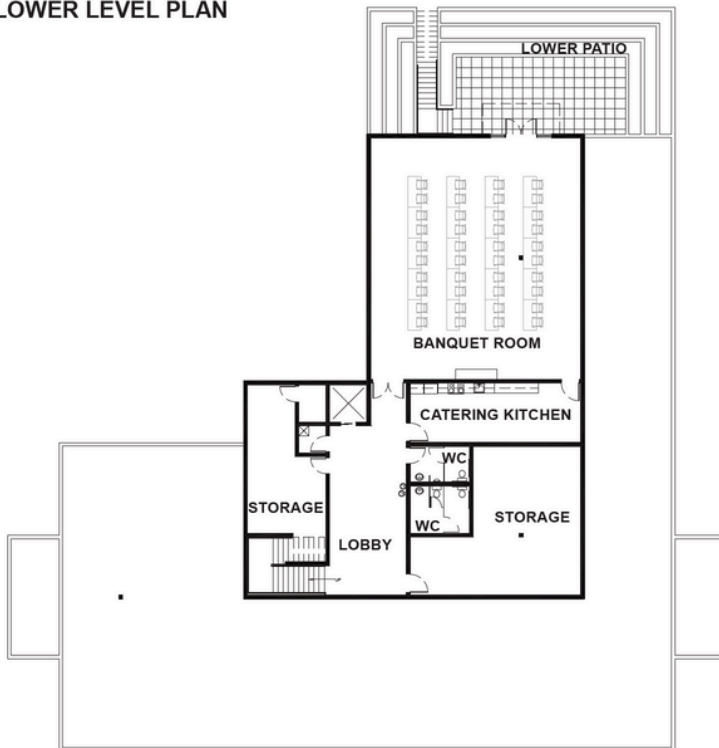 LOWER LEVEL PLAN
LOWER PATIO
BANQUET ROOM
CATERING KITCHEN
WC
STORAGE
STORAGE
WC
LOBBY